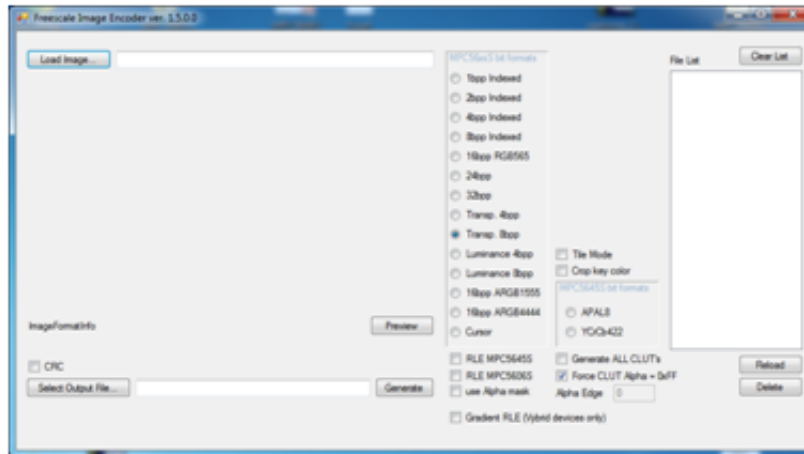 Freescale Image Encoder ver. 1.5.0.0
Load Image...
MPC56xxS bit formats
File List
Clear List
1bpp Indexed
2bpp Indexed
4bpp Indexed
8bpp Indexed
16bpp RGB565
24bpp
32bpp
Transp. 4bpp
Transp. 8bpp
Luminance 4bpp
Luminance 8bpp
16bpp ARGB1555
16bpp ARGB4444
Cursor
Tile Mode
Crop key color
MPC5645S bit formats
APAL8
YCrCb422
ImageFormatInfo
Preview
CRC
Select Output File...
Generate
RLE MPC5645S
RLE MPC5606S
use Alpha mask
Generate ALL CLUT's
Force CLUT Alpha = 0xFF
Alpha Edge 0
Gradient RLE (Vybrid devices only)
Reload
Delete